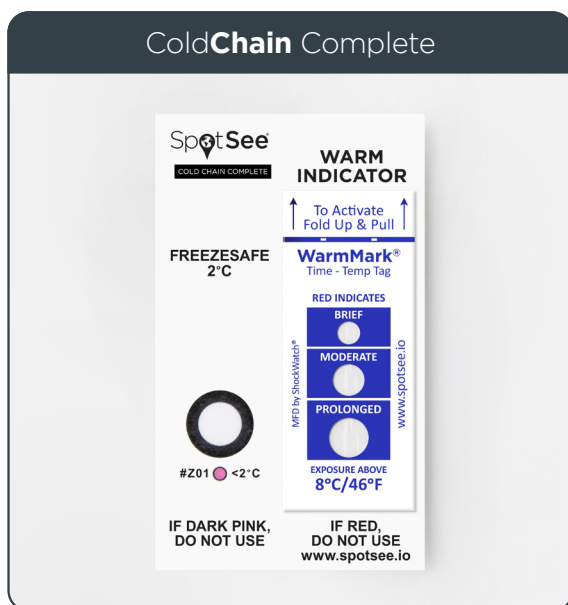 ColdChain Complete
SpotSee®
COLD CHAIN COMPLETE
FREEZESAFE
2°C
#Z01 <2°C
IF DARK PINK,
DO NOT USE
WARM
INDICATOR
To Activate
Fold Up & Pull
WarmMark®
Time - Temp Tag
RED INDICATES
BRIEF
MODERATE
PROLONGED
MFD by ShockWatch®
www.spotsee.io
EXPOSURE ABOVE
8°C/46°F
IF RED,
DO NOT USE
www.spotsee.io